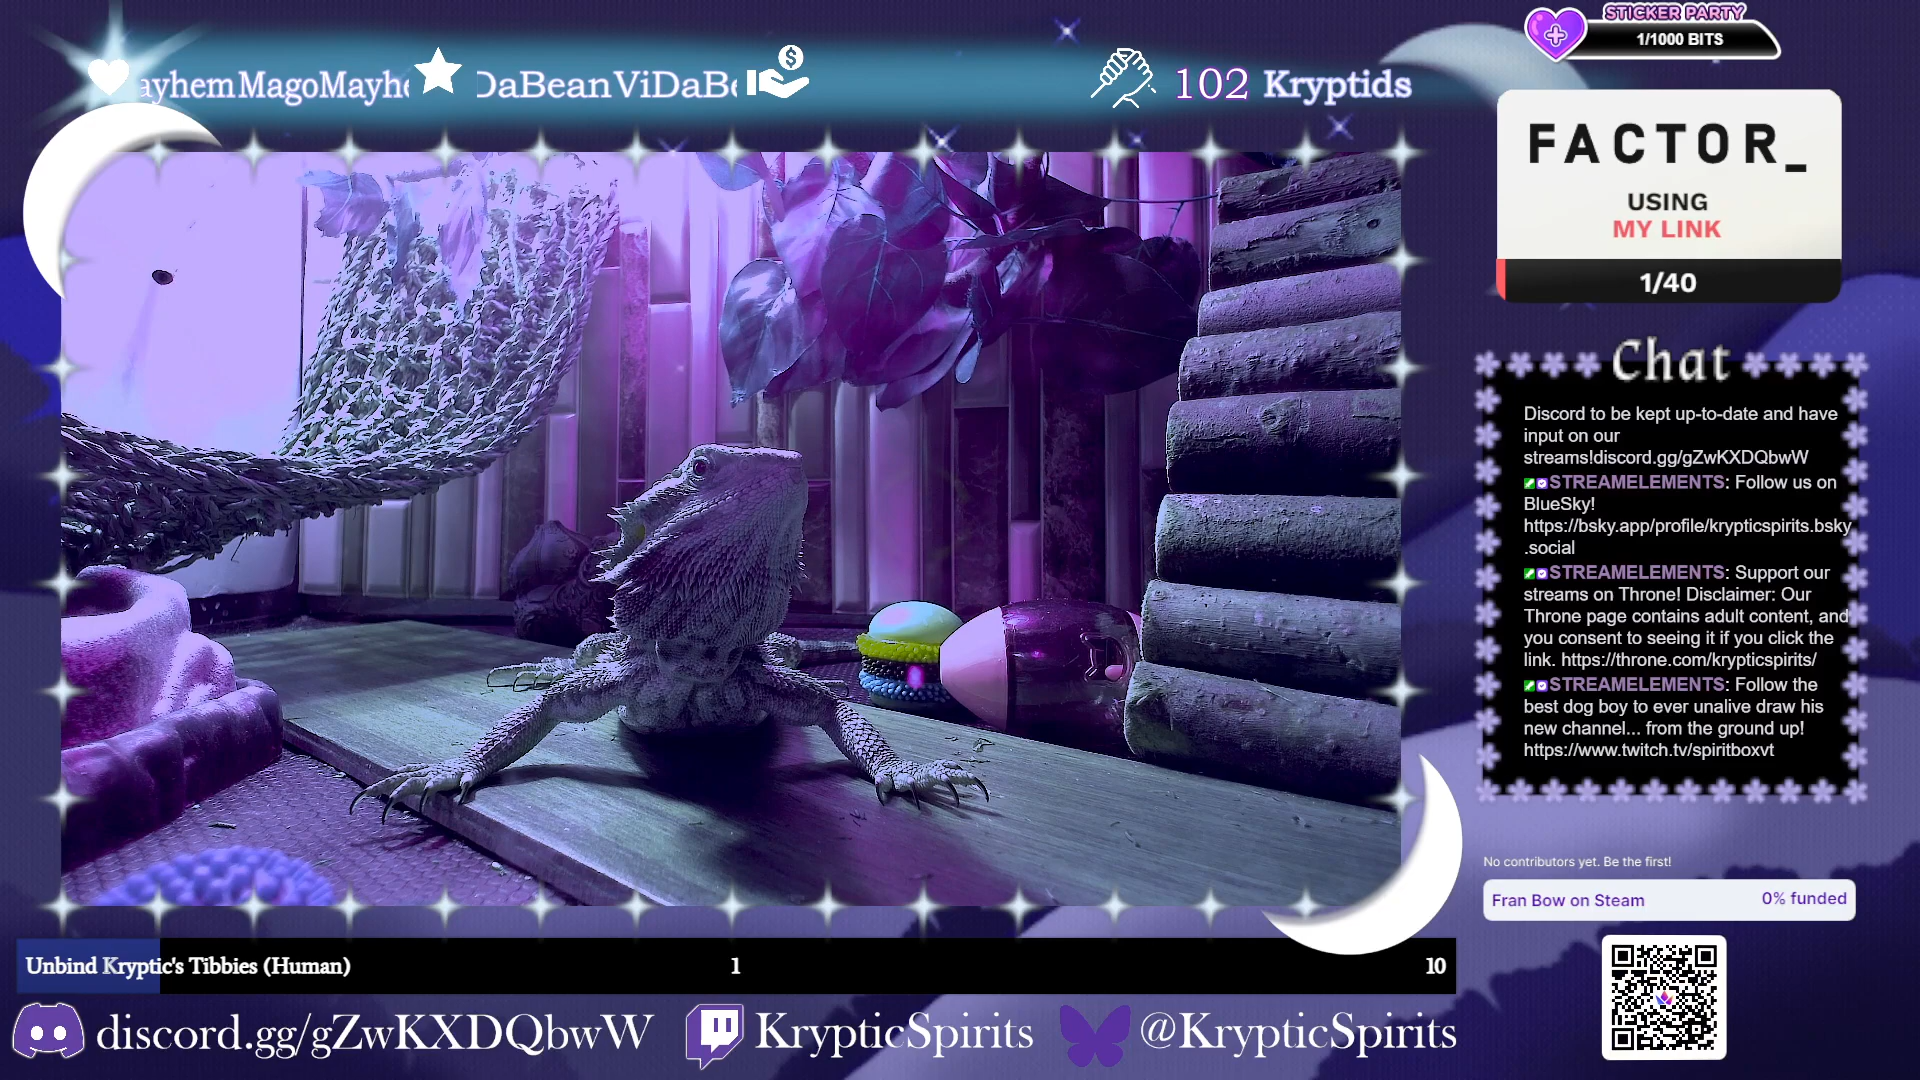 STICKER PARTY
1/1000 BITS
ayhemMagoMayhe
DaBeanViDaBe
102 Kryptids
FACTOR_
USING
MY LINK
1/40
Chat
Discord to be kept up-to-date and have
input on our
streams!discord.gg/gZwKXDQbwW
STREAMELEMENTS: Follow us on
BlueSky!
https://bsky.app/profile/krypticspirits.bsky
.social
STREAMELEMENTS: Support our
streams on Throne! Disclaimer: Our
Throne page contains adult content, and
you consent to seeing it if you click the
link. https://throne.com/krypticspirits/
STREAMELEMENTS: Follow the
best dog boy to ever unalive draw his
new channel... from the ground up!
https://www.twitch.tv/spiritboxvt
No contributors yet. Be the first!
Fran Bow on Steam 0% funded
Unbind Kryptic's Tibbies (Human) 1 10
discord.gg/gZwKXDQbwW KrypticSpirits @KrypticSpirits